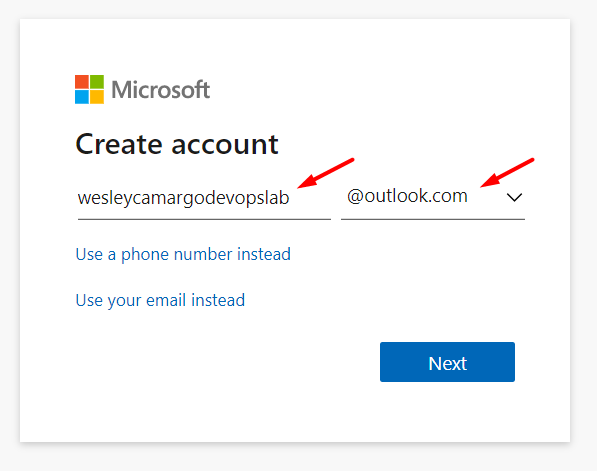 Microsoft
Create account
wesleycamargodevopslab @outlook.com
Use a phone number instead
Use your email instead
Next